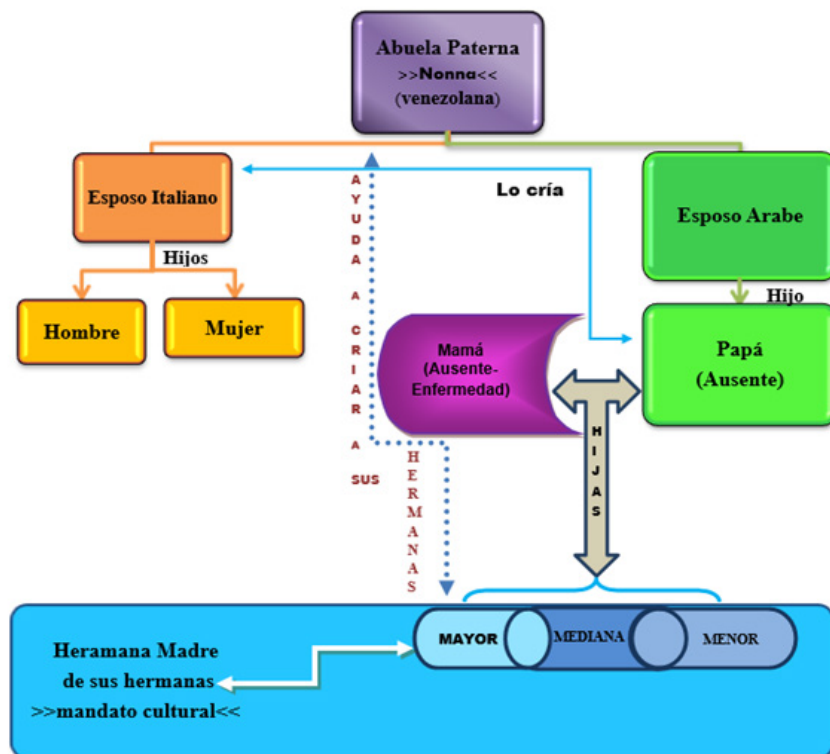 Abuela Paterna
>>Nonna<<
(venezolana)
Esposo Italiano
Lo cría
Esposo Arabe
Hijos
Hijo
Hombre
Mujer
Mamá
(Ausente-
Enfermedad)
Papá
(Ausente)
AYUDA A CRIAR A SUS
HERMANAS
HIJAS
MAYOR
MEDIANA
MENOR
Heramana Madre
de sus hermanas
>>mandato cultural<<